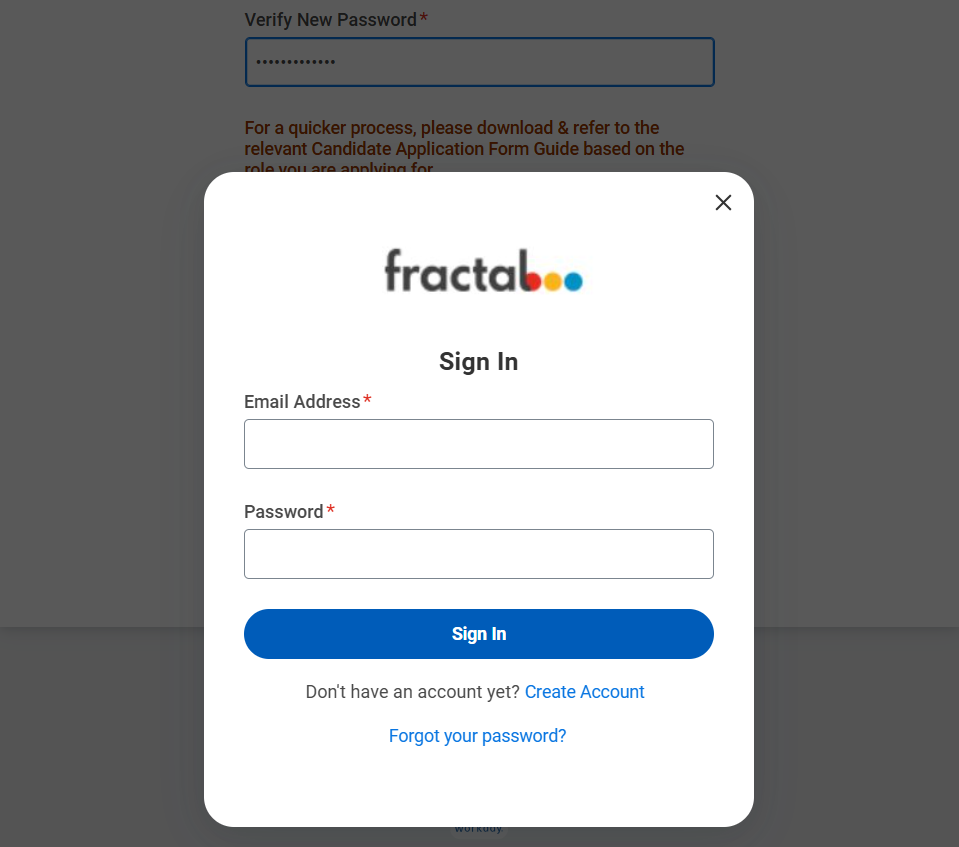 Verify New Password*
•••••••••••••
For a quicker process, please download & refer to the
relevant Candidate Application Form Guide based on the
role you are applying for
fractal
Sign In
Email Address*
Password*
Sign In
Don't have an account yet? Create Account
Forgot your password?
workday